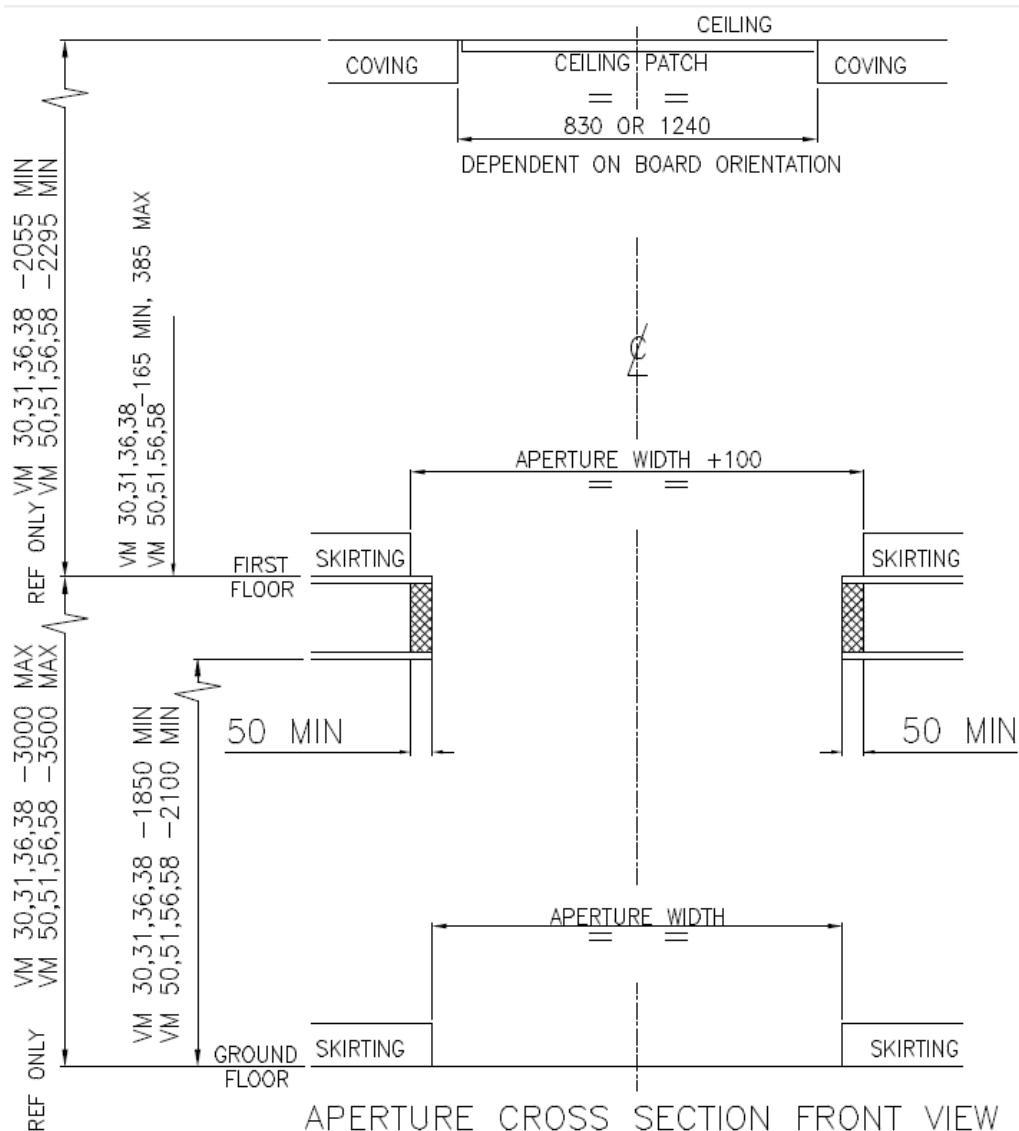 CEILING
COVING
CEILING PATCH
COVING
= =
830 OR 1240
DEPENDENT ON BOARD ORIENTATION
REF ONLY VM 30,31,36,38 -2055 MIN
VM 50,51,56,58 -2295 MIN
VM 30,31,36,38
VM 50,51,56,58
-165 MIN, 385 MAX
℄
APERTURE WIDTH +100
= =
SKIRTING
SKIRTING
FIRST
FLOOR
REF ONLY VM 30,31,36,38 -3000 MAX
VM 50,51,56,58 -3500 MAX
VM 30,31,36,38 -1850 MIN
VM 50,51,56,58 -2100 MIN
50 MIN
50 MIN
APERTURE WIDTH
= =
SKIRTING
SKIRTING
GROUND
FLOOR
APERTURE CROSS SECTION FRONT VIEW